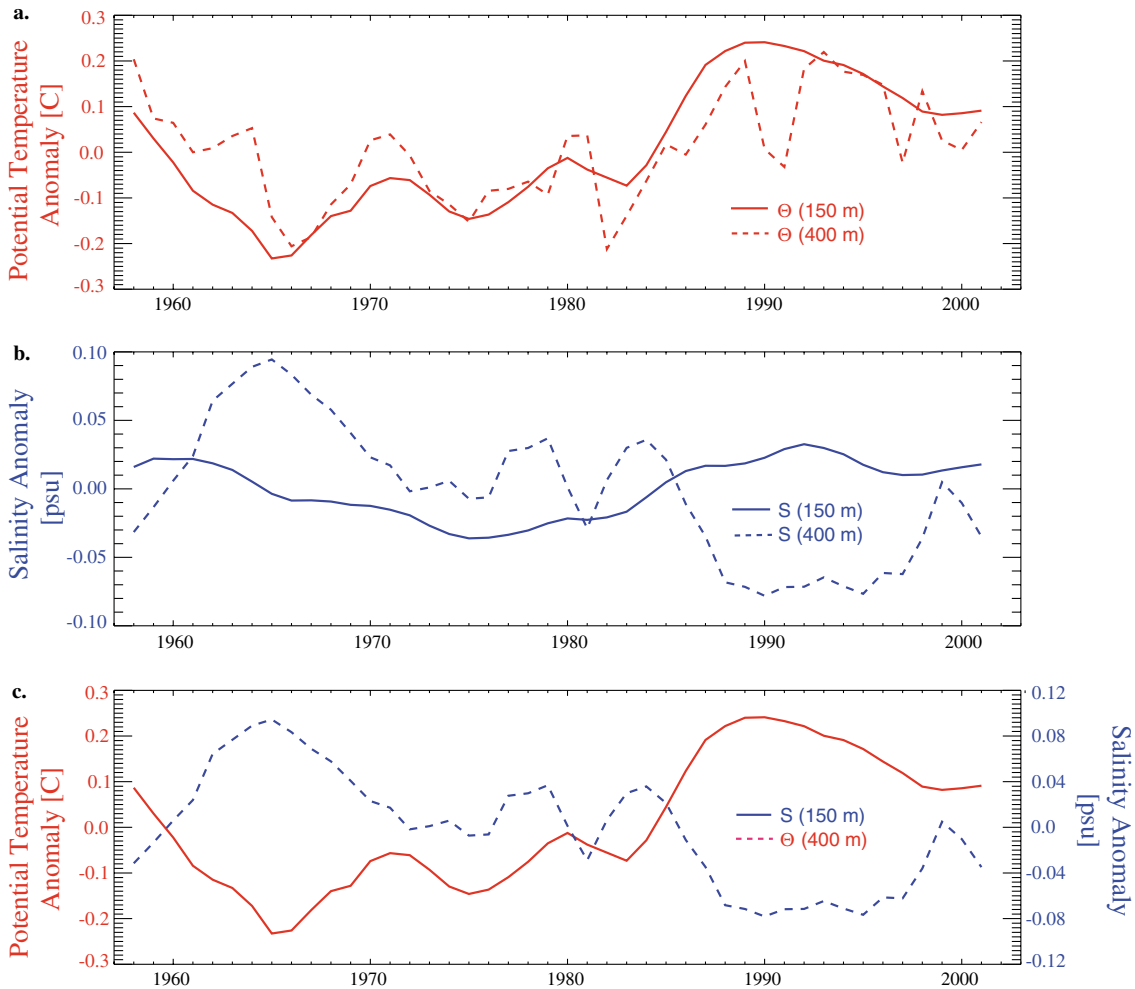 a.
0.3
0.2
0.1
0.0
-0.1
-0.2
-0.3
Potential Temperature
Anomaly [C]
Θ (150 m)
Θ (400 m)
1960 1970 1980 1990 2000
b.
0.10
0.05
0.00
-0.05
-0.10
Salinity Anomaly
[psu]
S (150 m)
S (400 m)
1960 1970 1980 1990 2000
c.
0.3
0.2
0.1
0.0
-0.1
-0.2
-0.3
Potential Temperature
Anomaly [C]
S (150 m)
Θ (400 m)
0.12
0.08
0.04
0.0
-0.04
-0.08
-0.12
Salinity Anomaly
[psu]
1960 1970 1980 1990 2000